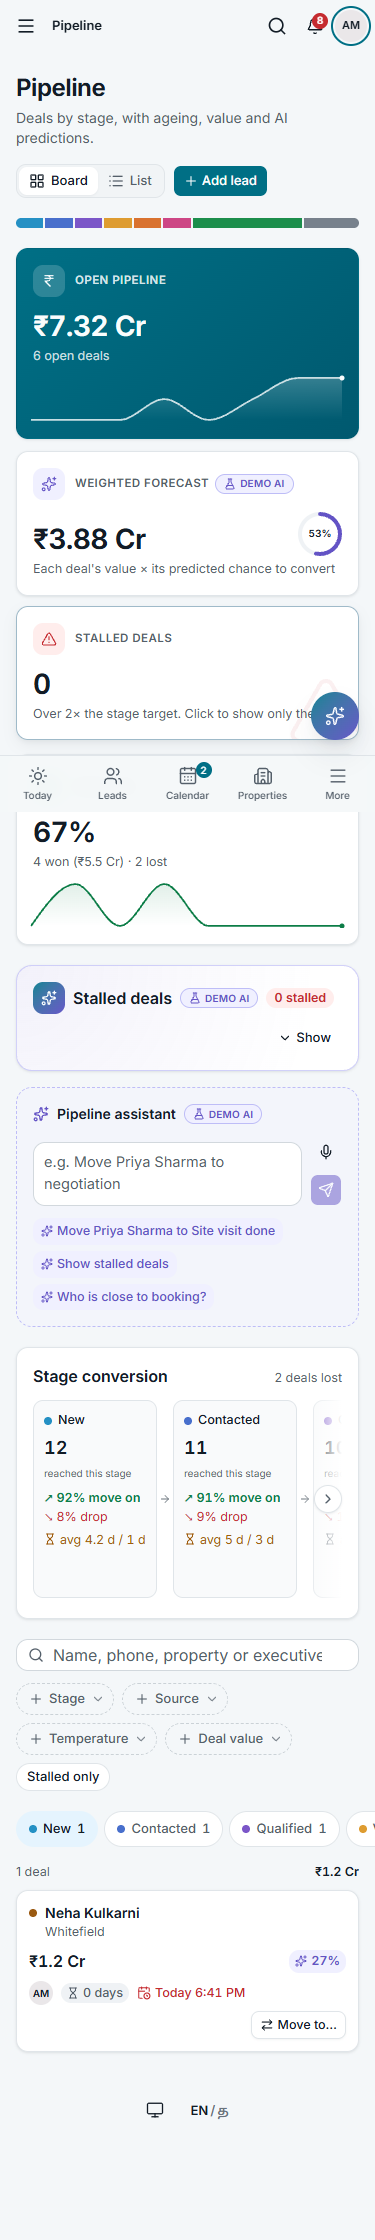 Pipeline
8
AM
Pipeline
Deals by stage, with ageing, value and AI
predictions.
Board
List
+ Add lead
₹
OPEN PIPELINE
₹7.32 Cr
6 open deals
WEIGHTED FORECAST
DEMO AI
₹3.88 Cr
53%
Each deal's value × its predicted chance to convert
STALLED DEALS
0
Over 2× the stage target. Click to show only the
Today
Leads
2
Calendar
Properties
More
67%
4 won (₹5.5 Cr) · 2 lost
Stalled deals
DEMO AI
0 stalled
Show
Pipeline assistant
DEMO AI
e.g. Move Priya Sharma to
negotiation
Move Priya Sharma to Site visit done
Show stalled deals
Who is close to booking?
Stage conversion
2 deals lost
New
12
reached this stage
↗ 92% move on
↘ 8% drop
avg 4.2 d / 1 d
→
Contacted
11
reached this stage
↗ 91% move on
↘ 9% drop
avg 5 d / 3 d
→
Name, phone, property or executive
+ Stage
+ Source
+ Temperature
+ Deal value
Stalled only
New 1
Contacted 1
Qualified 1
1 deal
₹1.2 Cr
Neha Kulkarni
Whitefield
₹1.2 Cr
27%
AM
0 days
Today 6:41 PM
Move to...
EN / த